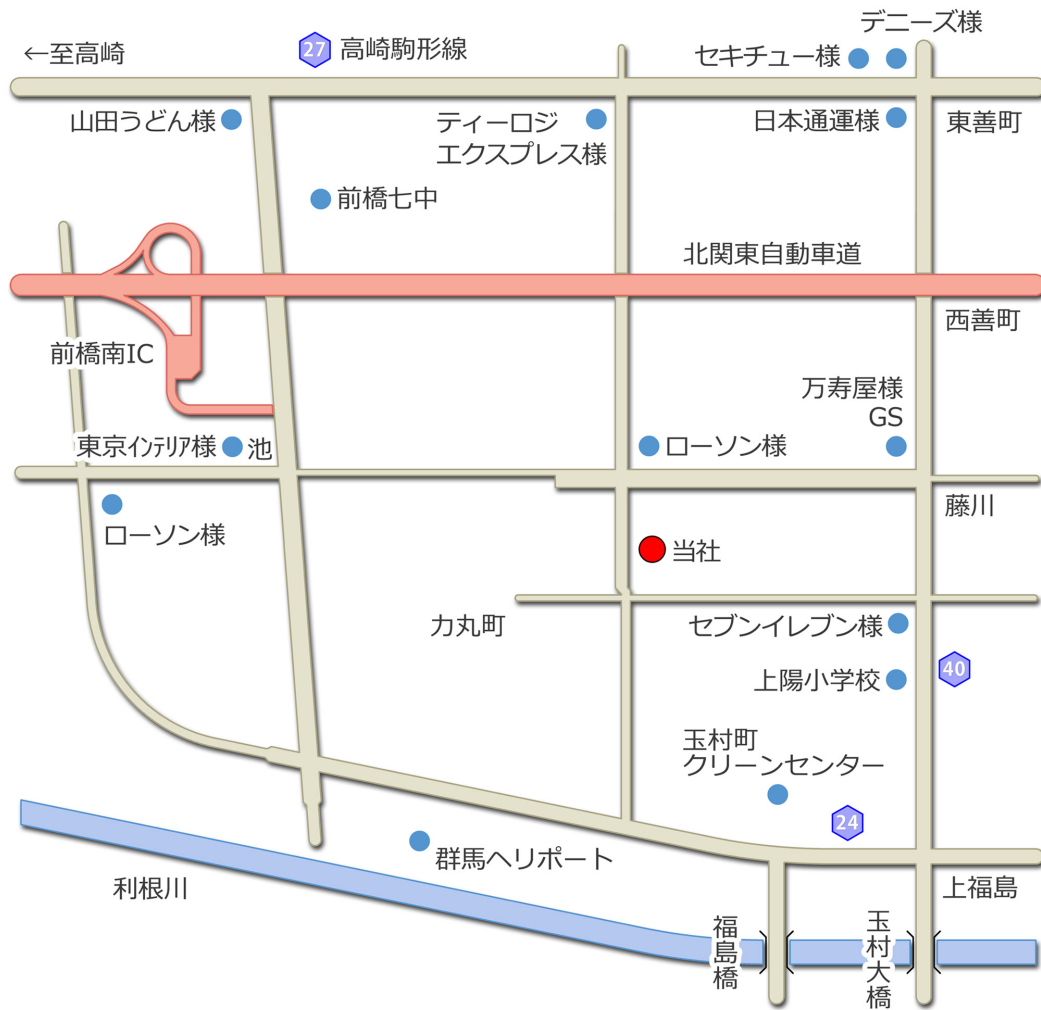 デニーズ様
←至高崎
27
高崎駒形線
セキチュー様
山田うどん様
ティーロジ
エクスプレス様
日本通運様
東善町
前橋七中
北関東自動車道
西善町
前橋南IC
万寿屋様
GS
東京インテリア様
池
ローソン様
ローソン様
藤川
当社
力丸町
セブンイレブン様
40
上陽小学校
玉村町
クリーンセンター
24
群馬ヘリポート
利根川
上福島
福島橋
玉村大橋